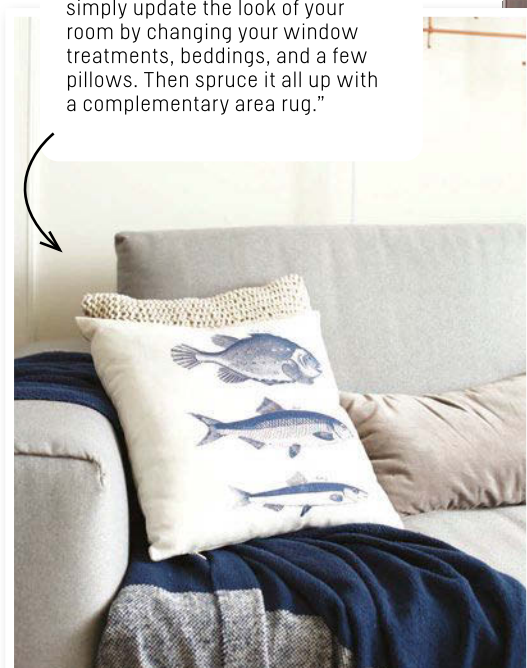 simply update the look of your
room by changing your window
treatments, beddings, and a few
pillows. Then spruce it all up with
a complementary area rug.”